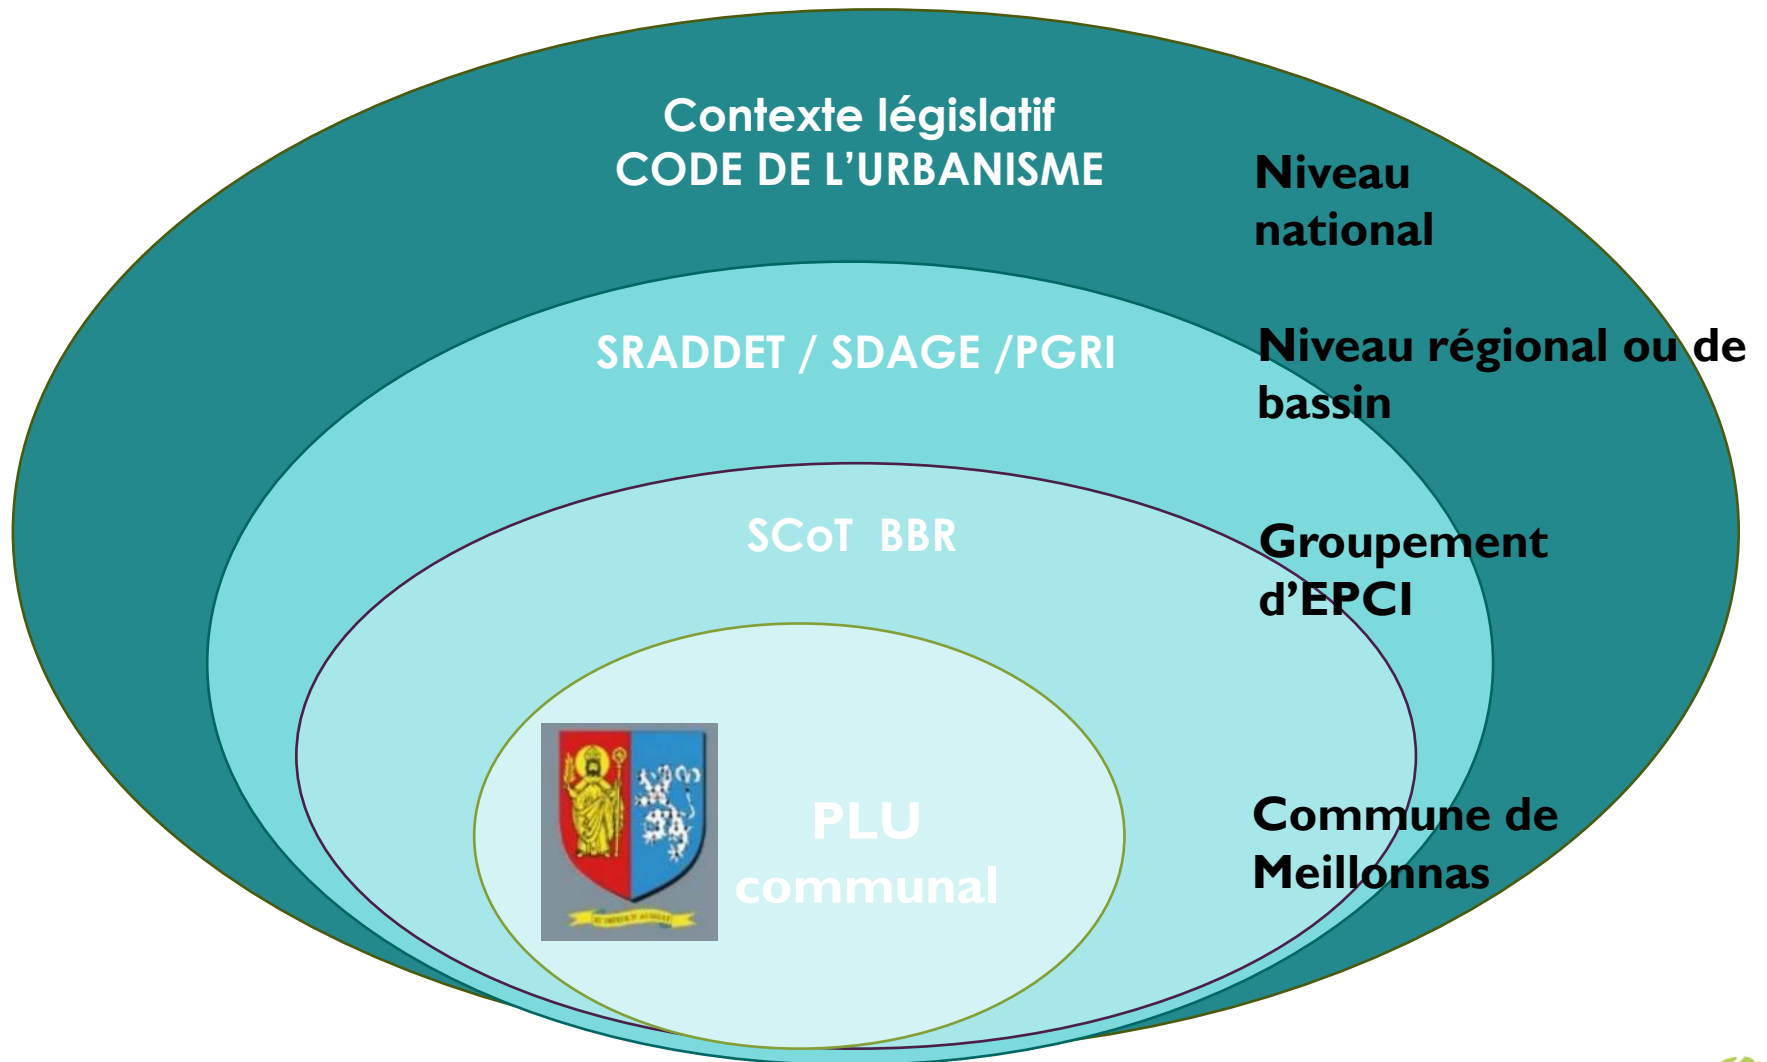 Contexte législatif
CODE DE L’URBANISME
Niveau
national
SRADDET / SDAGE /PGRI
Niveau régional ou de
bassin
SCoT BBR
Groupement
d’EPCI
PLU
communal
Commune de
Meillonnas